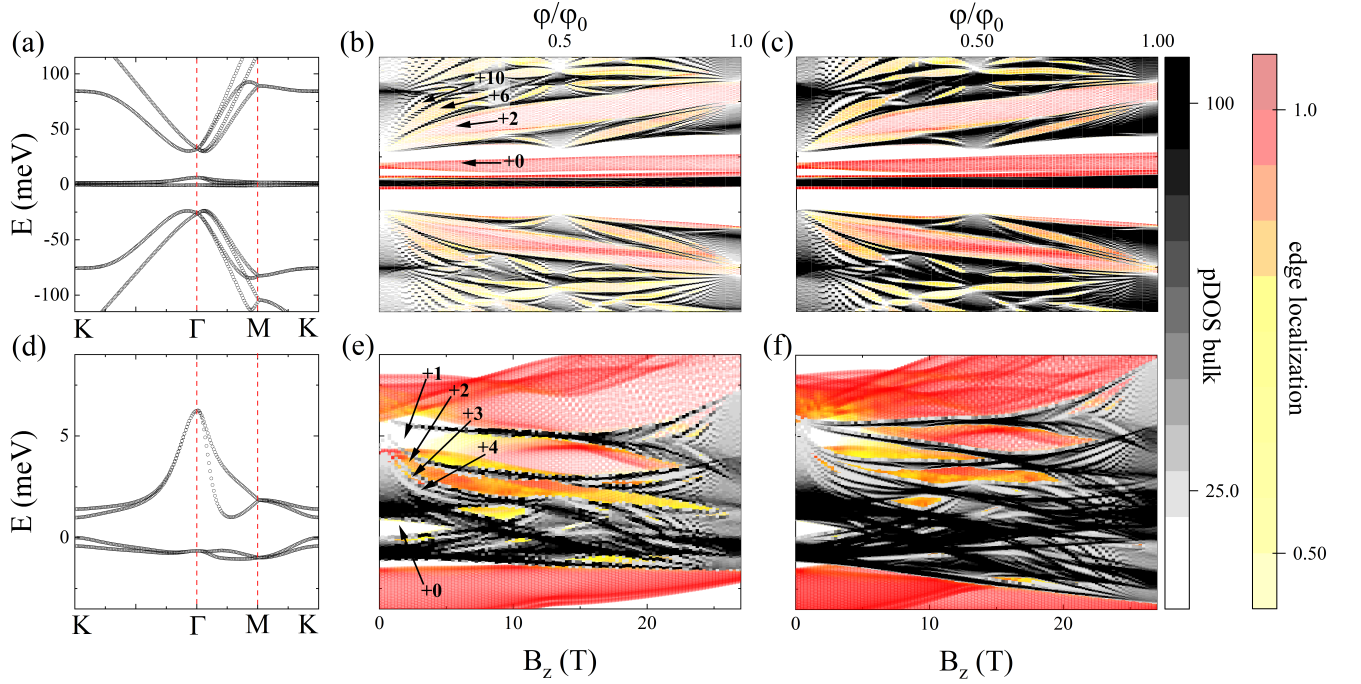 φ/φ₀
φ/φ₀
(a)
(b)
0.5
1.0
(c)
0.50
1.00
100
50
0
-50
-100
E (meV)
K
Γ
M
K
+10
+6
+2
+0
100
25.0
pDOS bulk
1.0
0.50
edge localization
(d)
(e)
(f)
5
0
E (meV)
K
Γ
M
K
+1
+2
+3
+4
+0
0
10
20
B_z (T)
0
10
20
B_z (T)